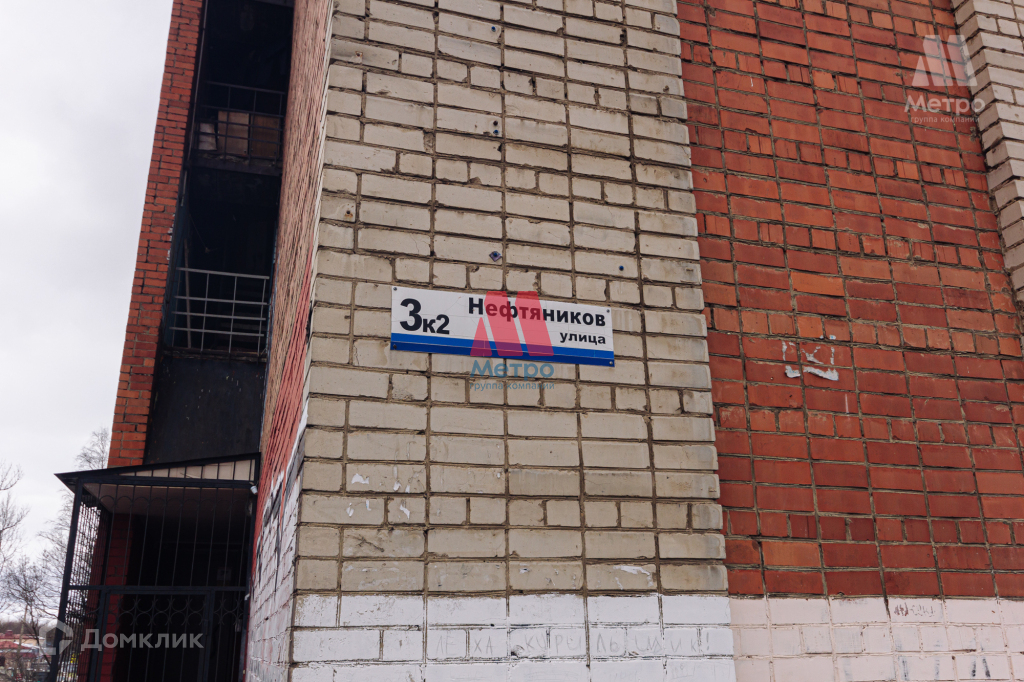 Метро
группа компаний
3к2
Нефтяников
улица
Метро
группа компаний
Домклик